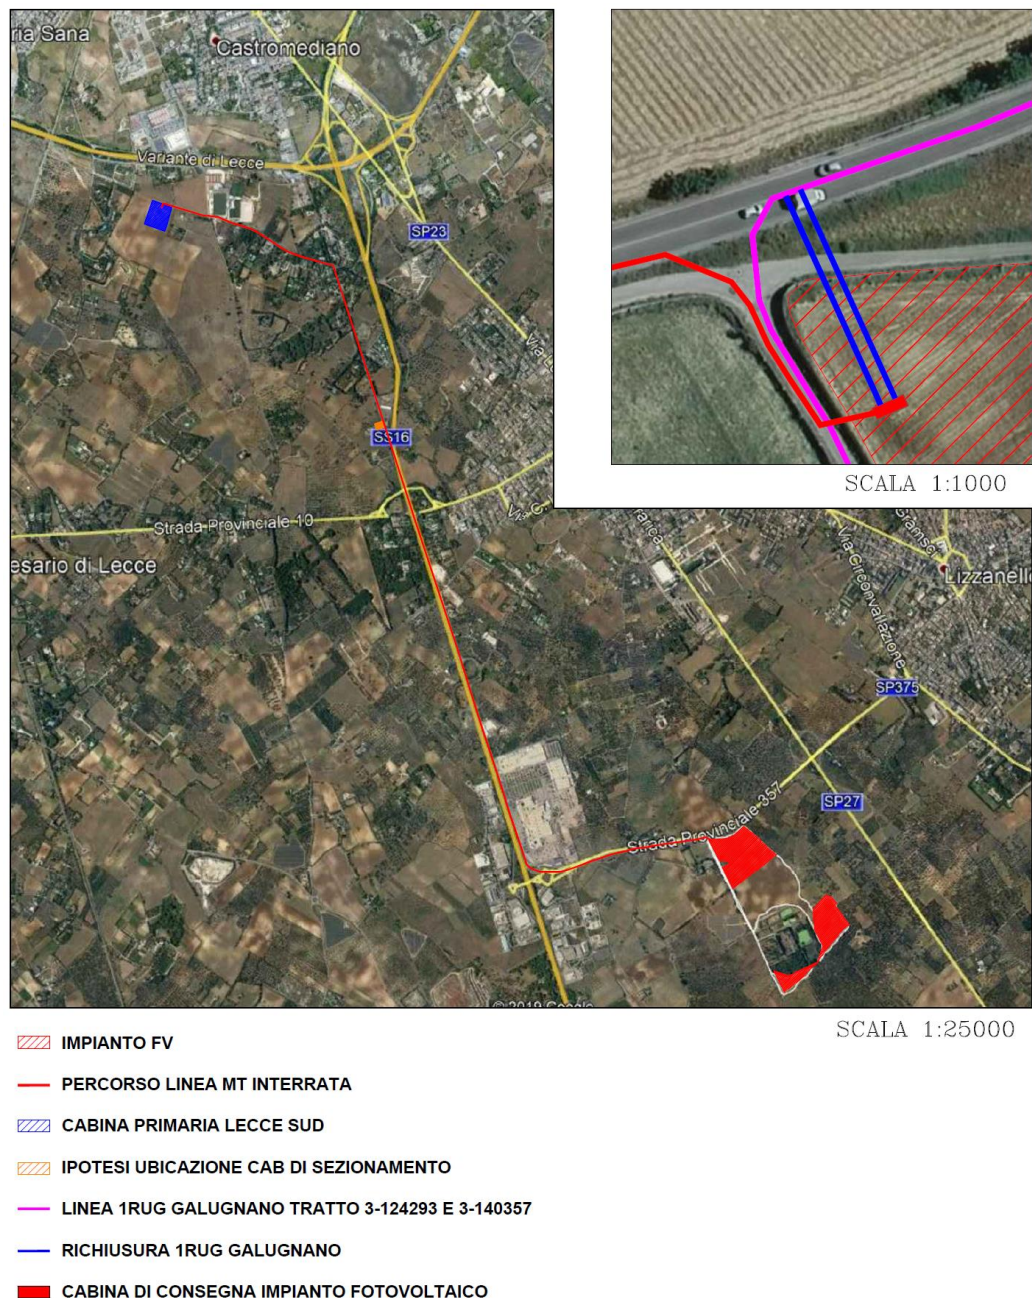 ria Sana
Castromediano
Variante di Lecce
SP23
Via L
SS16
SCALA 1:1000
Strada Provinciale 10
Via C.
esario di Lecce
Gramsci
Via Circonvallazione
Lizzanell
SP375
SP27
Strada Provinciale 357
© 2019 Google
SCALA 1:25000
IMPIANTO FV
PERCORSO LINEA MT INTERRATA
CABINA PRIMARIA LECCE SUD
IPOTESI UBICAZIONE CAB DI SEZIONAMENTO
LINEA 1RUG GALUGNANO TRATTO 3-124293 E 3-140357
RICHIUSURA 1RUG GALUGNANO
CABINA DI CONSEGNA IMPIANTO FOTOVOLTAICO